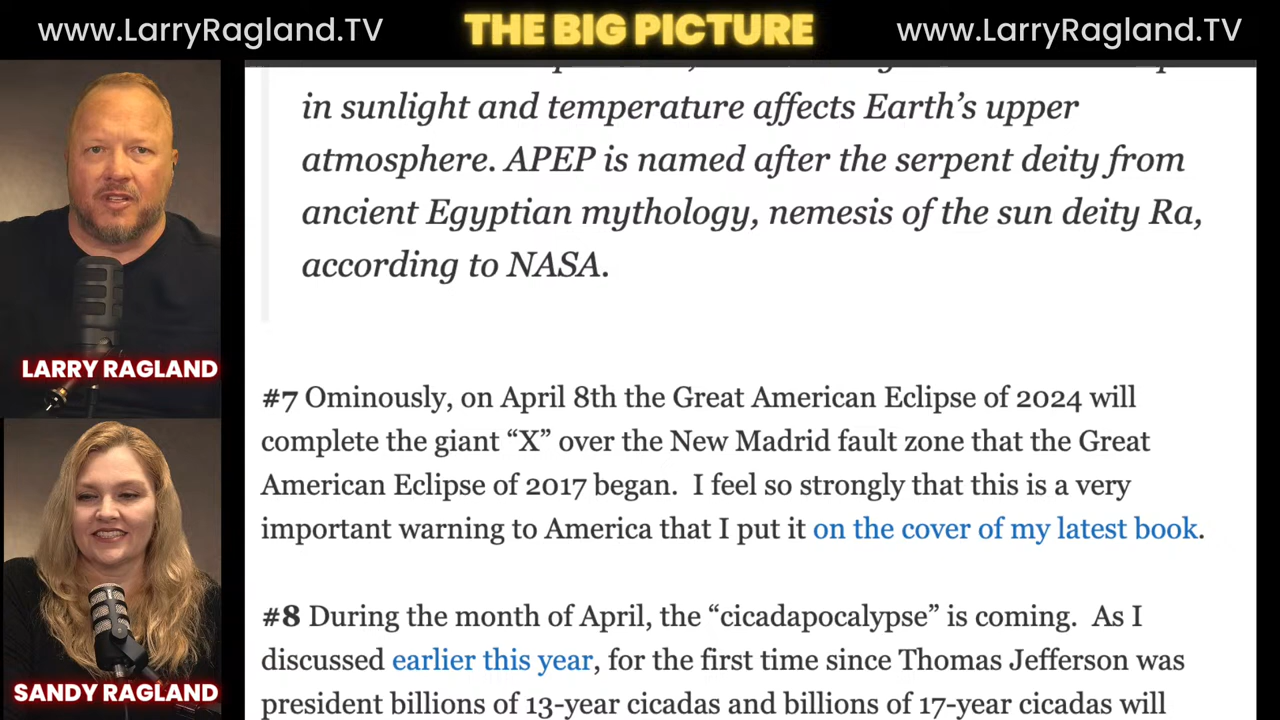 www.LarryRagland.TV
THE BIG PICTURE
www.LarryRagland.TV
in sunlight and temperature affects Earth's upper
atmosphere. APEP is named after the serpent deity from
ancient Egyptian mythology, nemesis of the sun deity Ra,
according to NASA.
LARRY RAGLAND
#7 Ominously, on April 8th the Great American Eclipse of 2024 will
complete the giant “X” over the New Madrid fault zone that the Great
American Eclipse of 2017 began.  I feel so strongly that this is a very
important warning to America that I put it on the cover of my latest book.
#8 During the month of April, the “cicadapocalypse” is coming.  As I
discussed earlier this year, for the first time since Thomas Jefferson was
president billions of 13-year cicadas and billions of 17-year cicadas will
SANDY RAGLAND